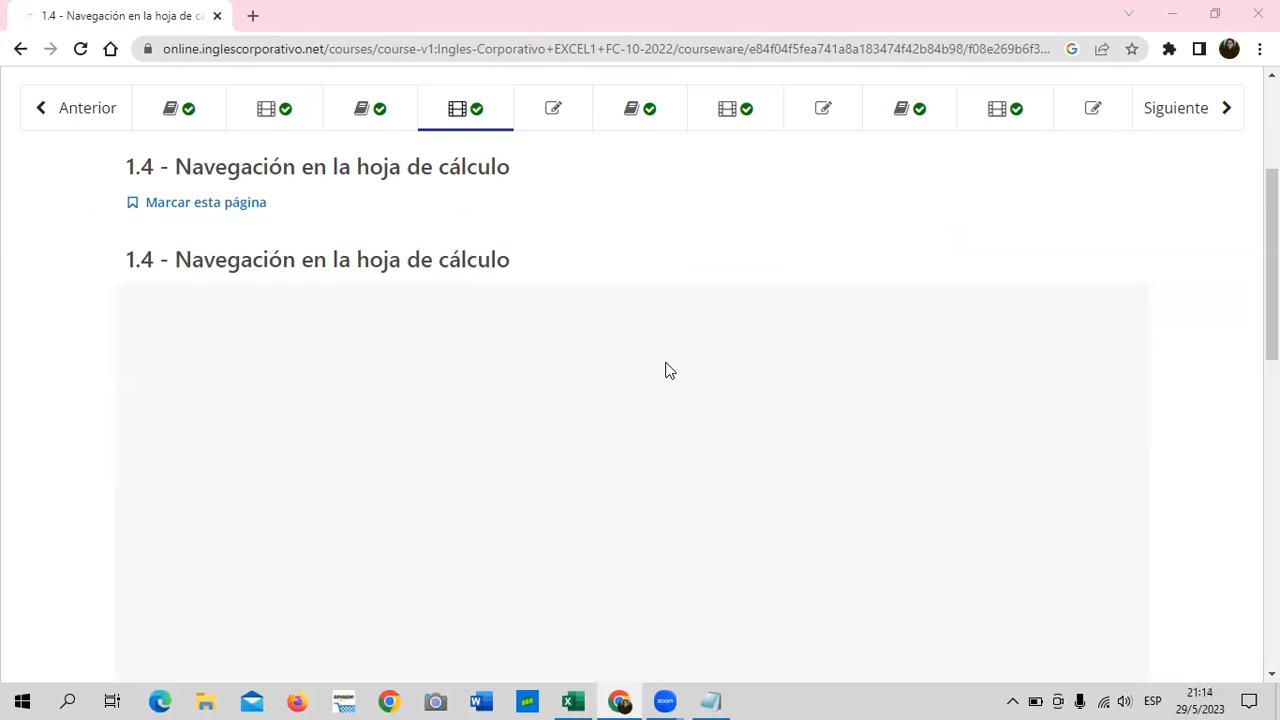 1.4 - Navegación en la hoja de cá
online.inglescorporativo.net/courses/course-v1:Ingles-Corporativo+EXCEL1+FC-10-2022/courseware/e84f04f5fea741a8a183474f42b84b98/f08e269b6f3...
Anterior
Siguiente
1.4 - Navegación en la hoja de cálculo
Marcar esta página
1.4 - Navegación en la hoja de cálculo
amazon
zoom
ESP
21:14
29/5/2023